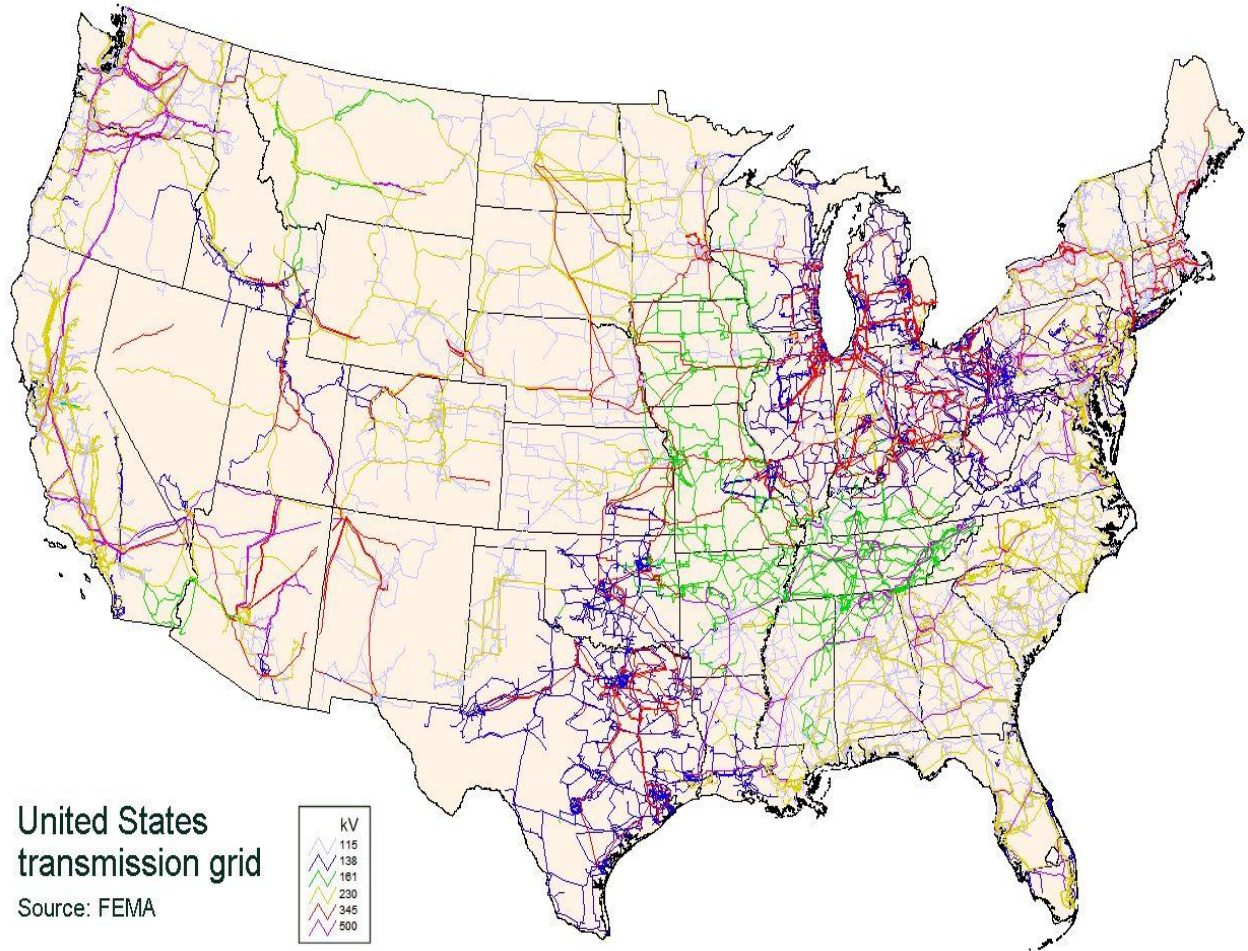 United States
transmission grid
Source: FEMA
kV
115
138
161
230
345
500